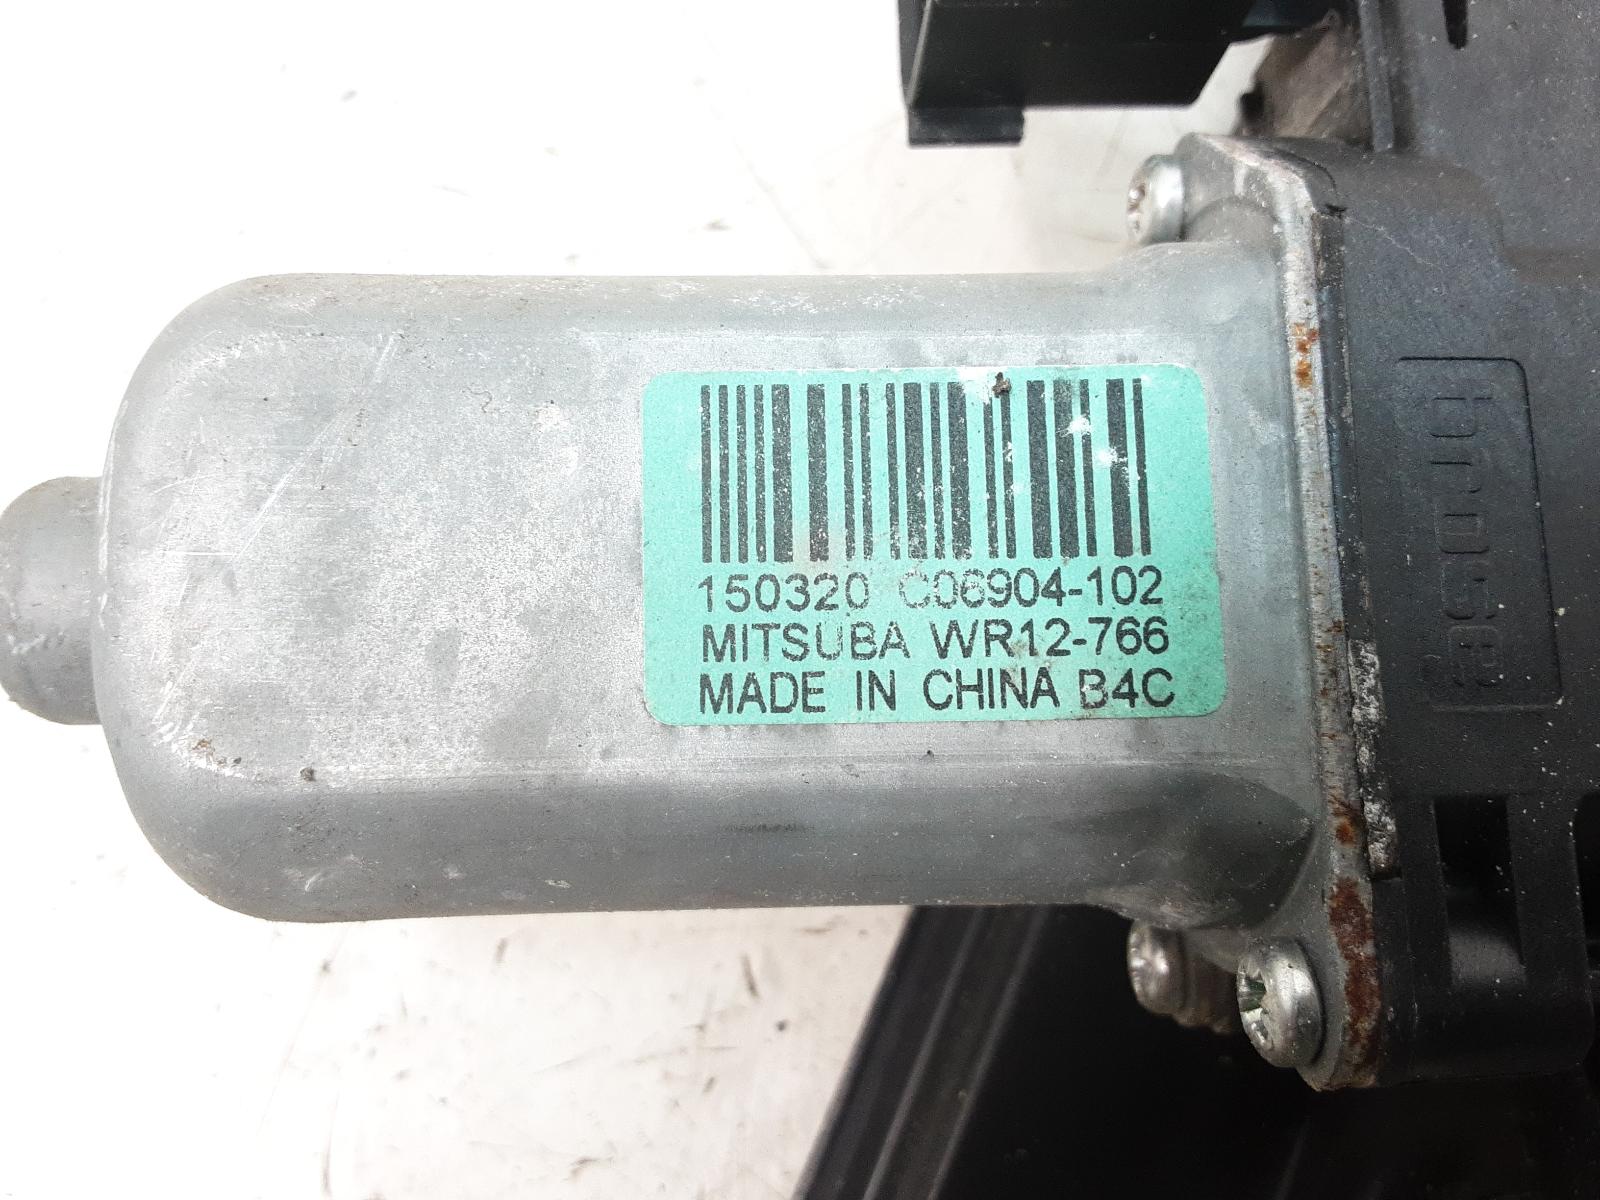 150320 C06904-102
MITSUBA WR12-766
MADE IN CHINA B4C
brose